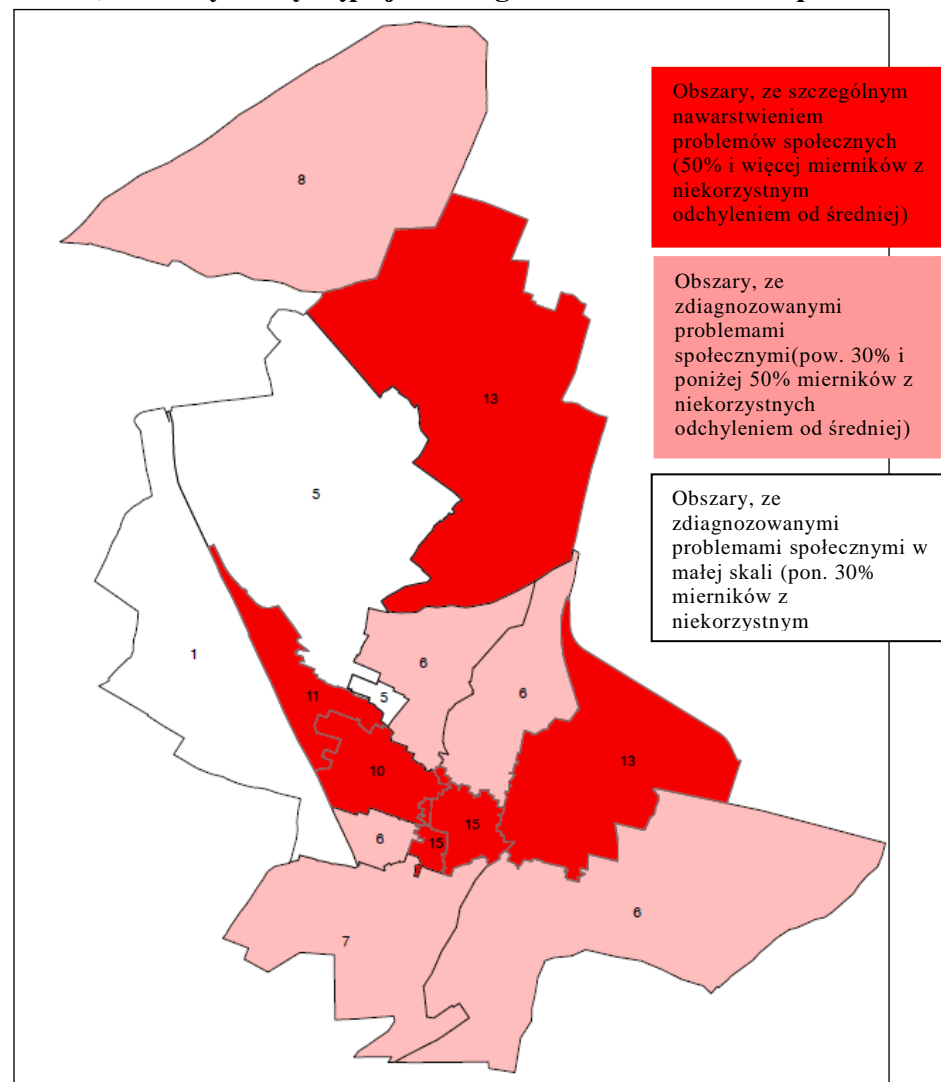 Obszary, ze szczególnym
nawarstwieniem
problemów społecznych
(50% i więcej mierników z
niekorzystnym
odchyleniem od średniej)
8
Obszary, ze
zdiagnozowanymi
problemami
społecznymi(pow. 30% i
poniżej 50% mierników z
niekorzystnych
odchyleniem od średniej)
13
5
Obszary, ze
zdiagnozowanymi
problemami społecznymi w
małej skali (pon. 30%
mierników z
niekorzystnym
1
6
6
11
5
13
10
15
6
15
6
7